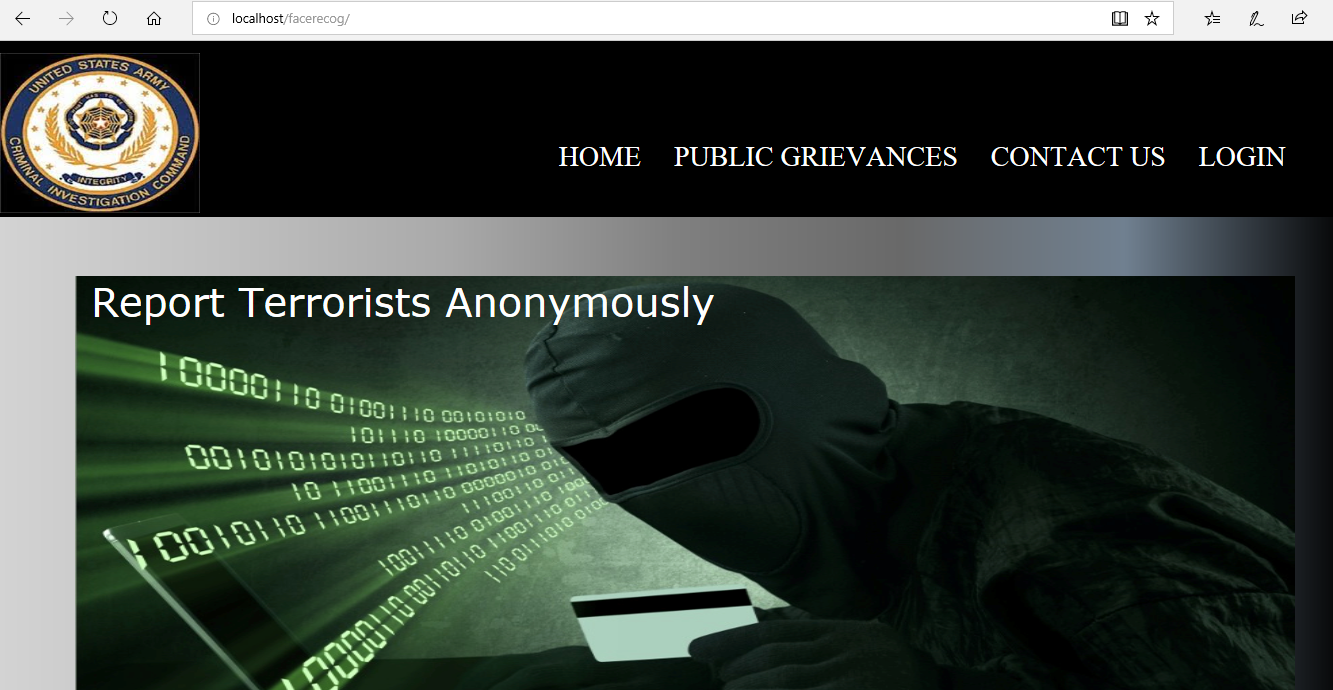 localhost/facerecog/
UNITED STATES ARMY
CRIMINAL INVESTIGATION COMMAND
INTEGRITY
HOME PUBLIC GRIEVANCES CONTACT US LOGIN
Report Terrorists Anonymously